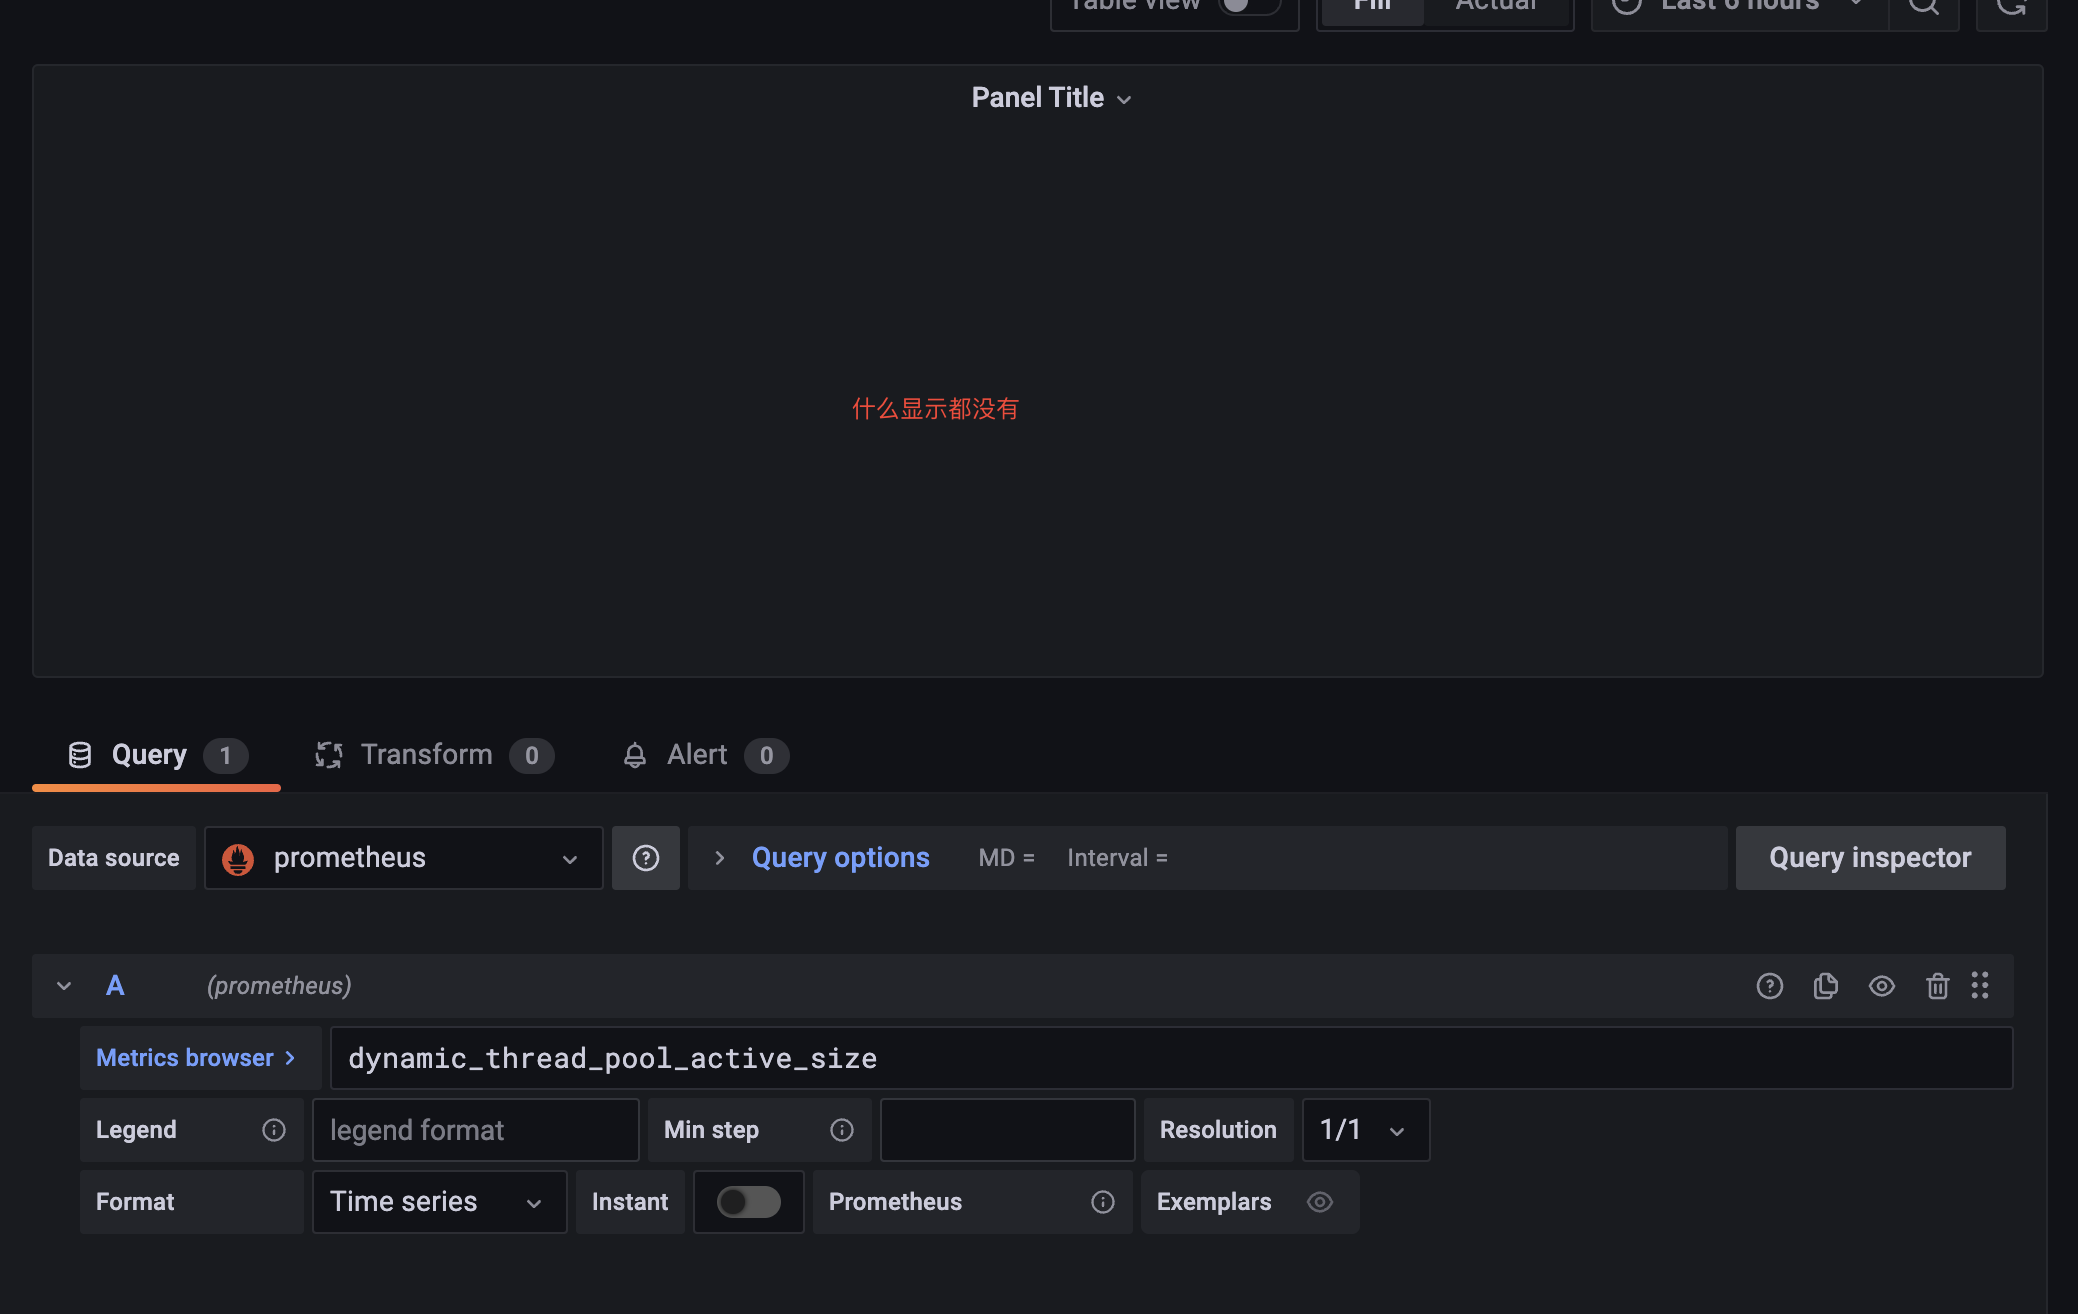 Table view Fill Actual Last 6 hours
Panel Title
什么显示都没有
Query 1 Transform 0 Alert 0
Data source prometheus Query options MD = Interval = Query inspector
A (prometheus)
Metrics browser > dynamic_thread_pool_active_size
Legend legend format Min step Resolution 1/1
Format Time series Instant Prometheus Exemplars